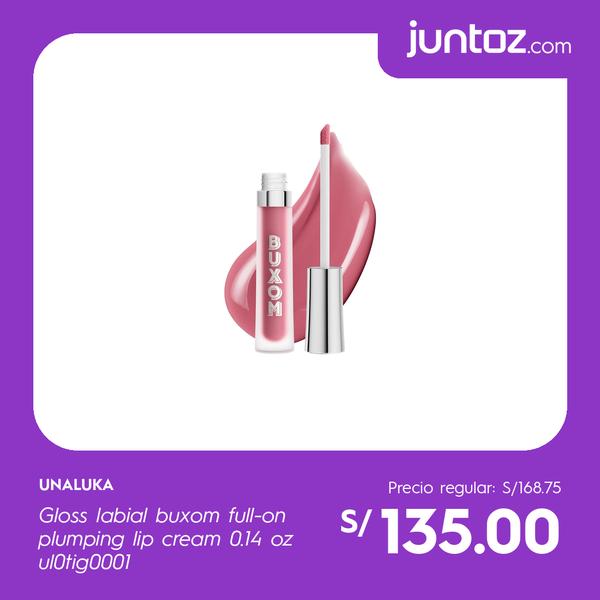 juntoz.com
BUXOM
UNALUKA
Gloss labial buxom full-on
plumping lip cream 0.14 oz
ul0tig0001
Precio regular: S/168.75
S/135.00